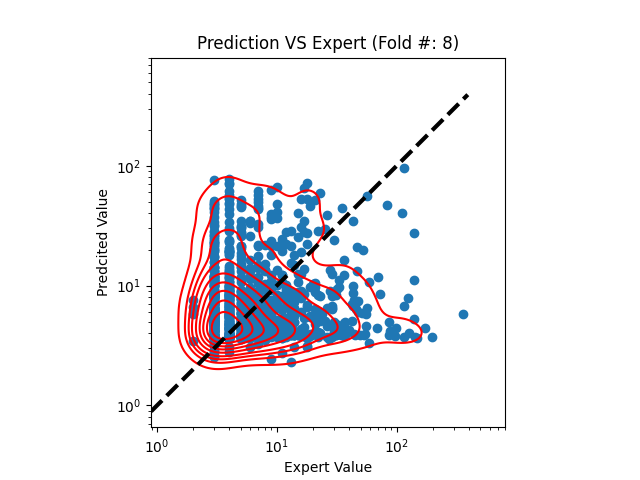 Prediction VS Expert (Fold #: 8)
Predcited Value
10²
10¹
10⁰
10⁰ 10¹ 10²
Expert Value